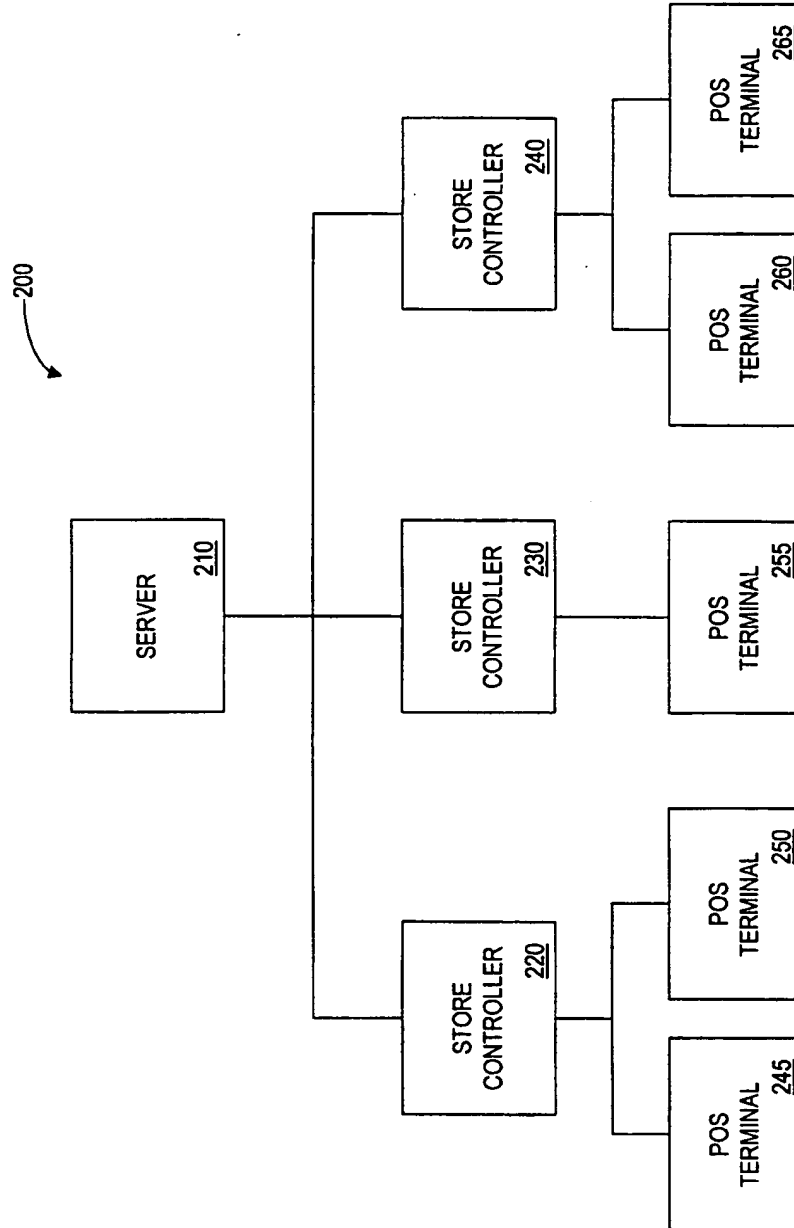 200
SERVER
210
STORE
CONTROLLER
220
STORE
CONTROLLER
230
STORE
CONTROLLER
240
POS
TERMINAL
245
POS
TERMINAL
250
POS
TERMINAL
255
POS
TERMINAL
260
POS
TERMINAL
265